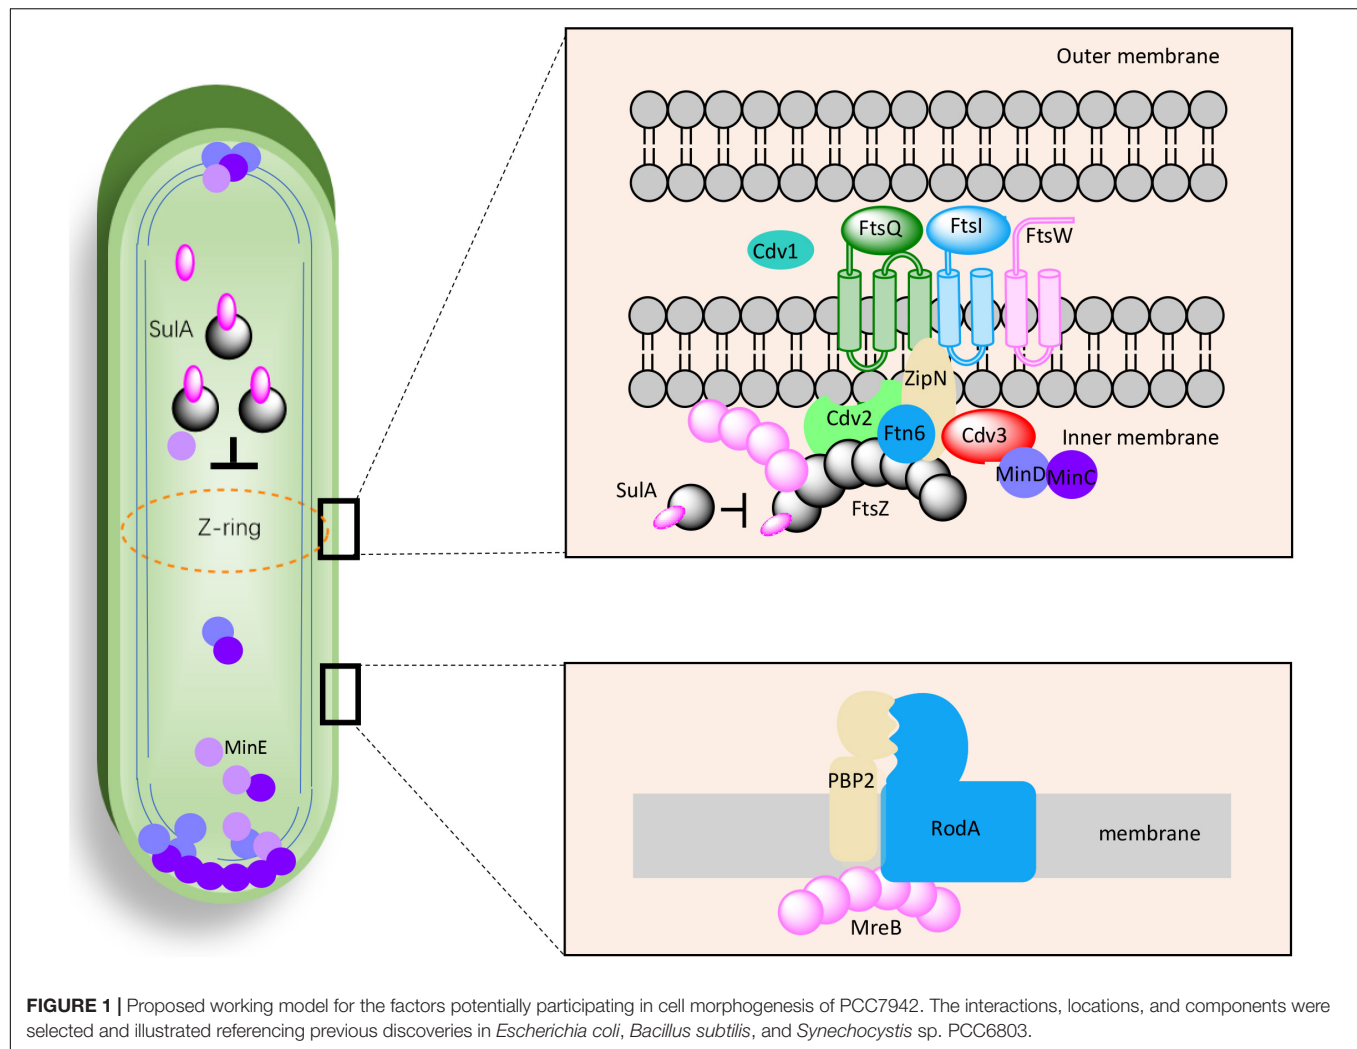 Outer membrane
FtsQ
FtsI
FtsW
Cdv1
SulA
ZipN
Cdv2
Ftn6
Cdv3
Inner membrane
MinD
MinC
SulA
FtsZ
Z-ring
MinE
PBP2
RodA
membrane
MreB
FIGURE 1 | Proposed working model for the factors potentially participating in cell morphogenesis of PCC7942. The interactions, locations, and components were
selected and illustrated referencing previous discoveries in Escherichia coli, Bacillus subtilis, and Synechocystis sp. PCC6803.